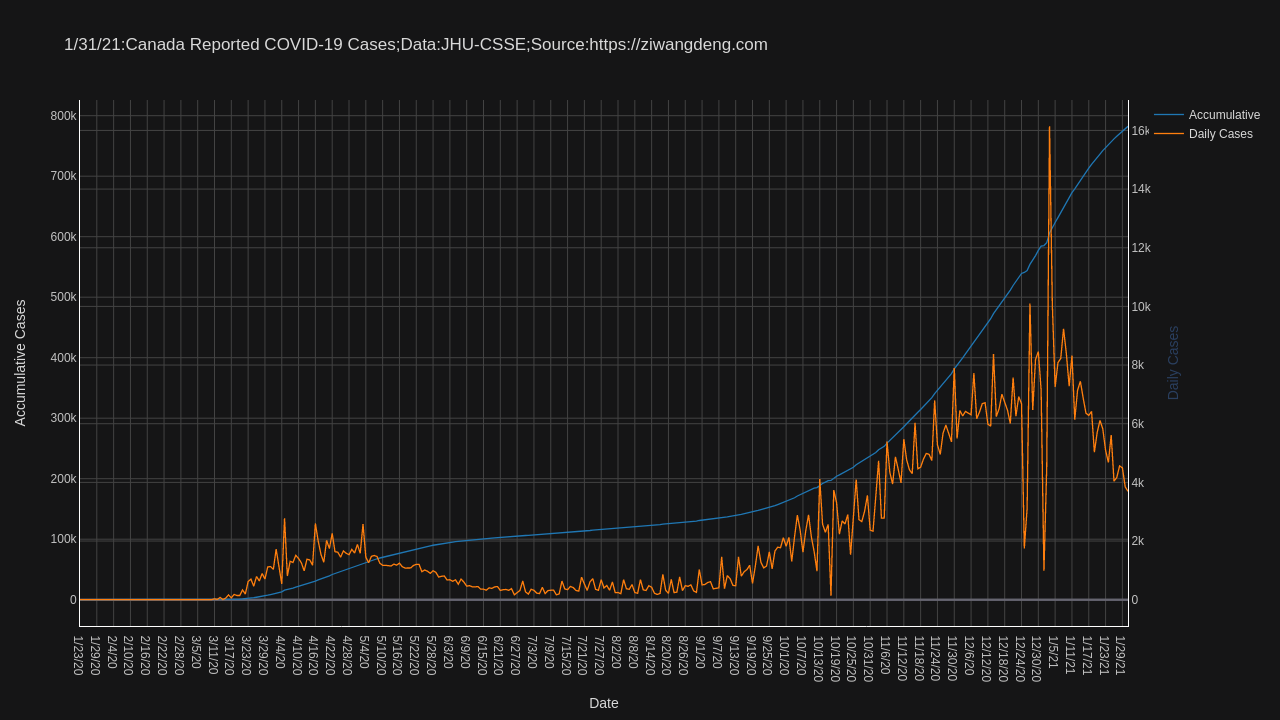 1/31/21:Canada Reported COVID-19 Cases;Data:JHU-CSSE;Source:https://ziwangdeng.com
Accumulative
Daily Cases
800k
700k
600k
500k
400k
300k
200k
100k
0
Accumulative Cases
16k
14k
12k
10k
8k
6k
4k
2k
0
Daily Cases
1/23/20
1/29/20
2/4/20
2/10/20
2/16/20
2/22/20
2/28/20
3/5/20
3/11/20
3/17/20
3/23/20
3/29/20
4/4/20
4/10/20
4/16/20
4/22/20
4/28/20
5/4/20
5/10/20
5/16/20
5/22/20
5/28/20
6/3/20
6/9/20
6/15/20
6/21/20
6/27/20
7/3/20
7/9/20
7/15/20
7/21/20
7/27/20
8/2/20
8/8/20
8/14/20
8/20/20
8/26/20
9/1/20
9/7/20
9/13/20
9/19/20
9/25/20
10/1/20
10/7/20
10/13/20
10/19/20
10/25/20
10/31/20
11/6/20
11/12/20
11/18/20
11/24/20
11/30/20
12/6/20
12/12/20
12/18/20
12/24/20
12/30/20
1/5/21
1/11/21
1/17/21
1/23/21
1/29/21
Date